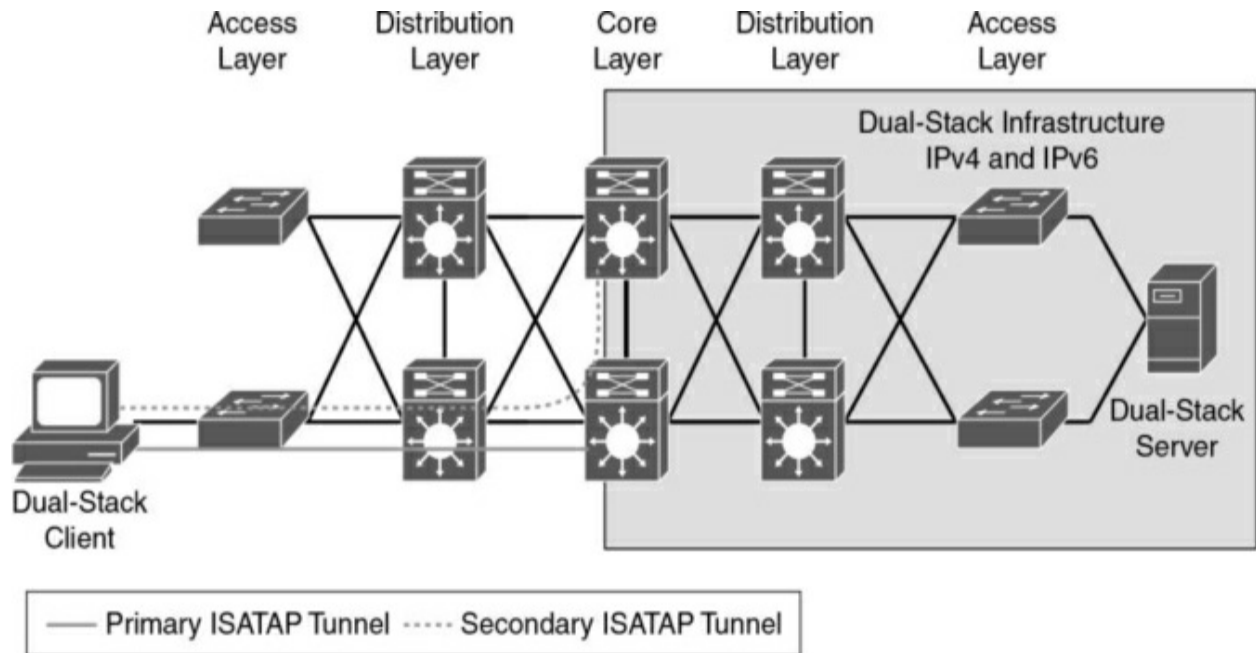 Access
Layer
Distribution
Layer
Core
Layer
Distribution
Layer
Access
Layer
Dual-Stack Infrastructure
IPv4 and IPv6
Dual-Stack
Server
Dual-Stack
Client
Primary ISATAP Tunnel
Secondary ISATAP Tunnel